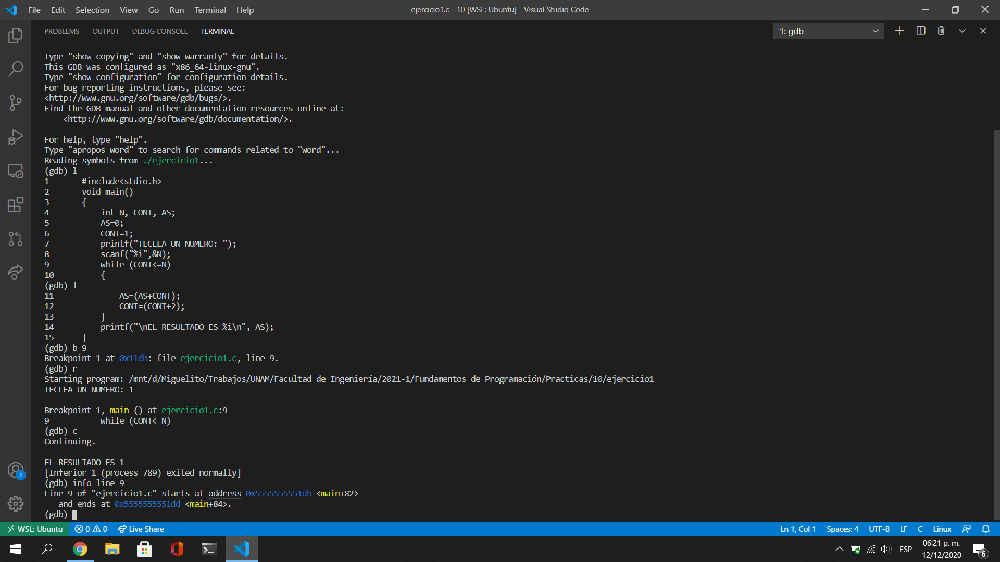 File Edit Selection View Go Run Terminal Help
ejercicio1.c - 10 [WSL: Ubuntu] - Visual Studio Code
PROBLEMS OUTPUT DEBUG CONSOLE TERMINAL
1: gdb
Type "show copying" and "show warranty" for details.
This GDB was configured as "x86_64-linux-gnu".
Type "show configuration" for configuration details.
For bug reporting instructions, please see:
<http://www.gnu.org/software/gdb/bugs/>.
Find the GDB manual and other documentation resources online at:
    <http://www.gnu.org/software/gdb/documentation/>.
For help, type "help".
Type "apropos word" to search for commands related to "word"...
Reading symbols from ./ejercicio1...
(gdb) l
1       #include<stdio.h>
2       void main()
3       {
4           int N, CONT, AS;
5           AS=0;
6           CONT=1;
7           printf("TECLEA UN NUMERO: ");
8           scanf("%i",&N);
9           while (CONT<=N)
10          {
(gdb) l
11              AS=(AS+CONT);
12              CONT=(CONT+2);
13          }
14          printf("\nEL RESULTADO ES %i\n", AS);
15      }
(gdb) b 9
Breakpoint 1 at 0x11db: file ejercicio1.c, line 9.
(gdb) r
Starting program: /mnt/d/Miguelito/Trabajos/UNAM/Facultad de Ingeniería/2021-1/Fundamentos de Programación/Practicas/10/ejercicio1
TECLEA UN NUMERO: 1
Breakpoint 1, main () at ejercicio1.c:9
9           while (CONT<=N)
(gdb) c
Continuing.
EL RESULTADO ES 1
[Inferior 1 (process 789) exited normally]
(gdb) info line 9
Line 9 of "ejercicio1.c" starts at address 0x5555555551db <main+82>
   and ends at 0x5555555551dd <main+84>.
(gdb)
1
WSL: Ubuntu 0 0 Live Share
Ln 1, Col 1 Spaces: 4 UTF-8 LF C Linux
ESP
06:21 p. m.
12/12/2020
6